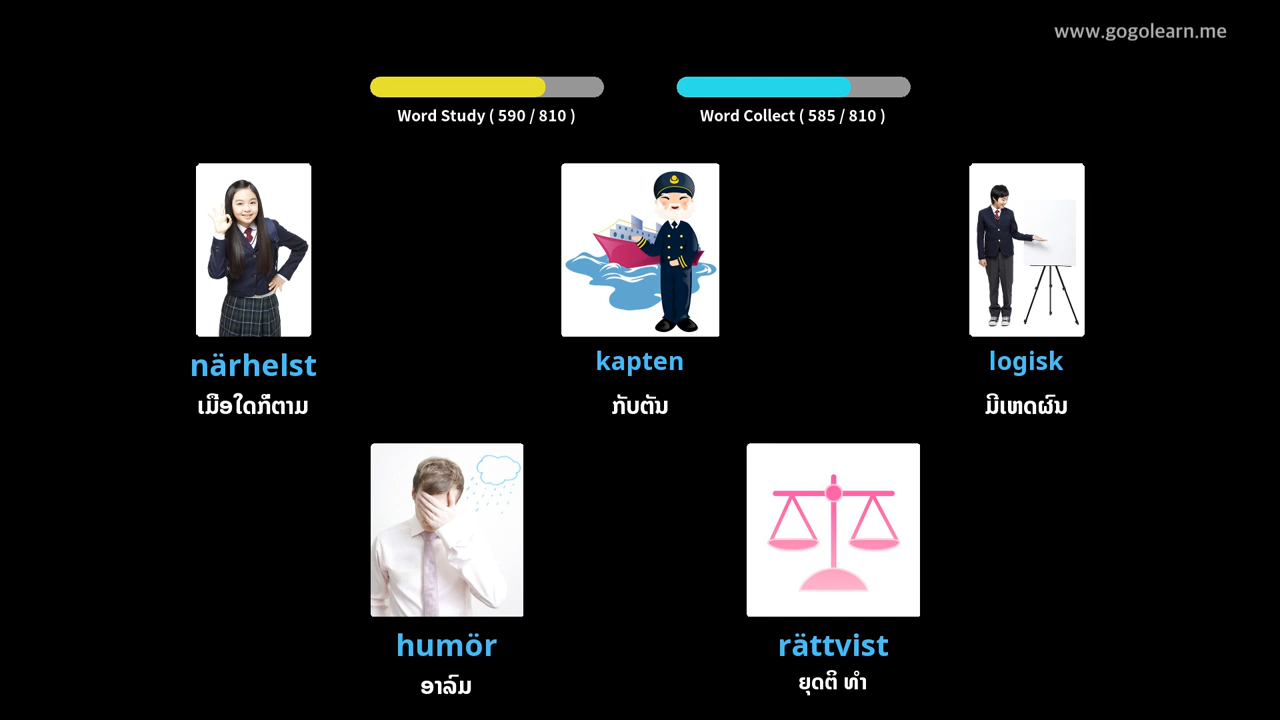 www.gogolearn.me
Word Study ( 590 / 810 )
Word Collect ( 585 / 810 )
närhelst
kapten
logisk
ເມື່ອໃດກໍ່ຕາມ
ກັບຕັນ
ມີເຫດຜົນ
humör
rättvist
ອາລົມ
ຍຸດຕິ ທໍາ